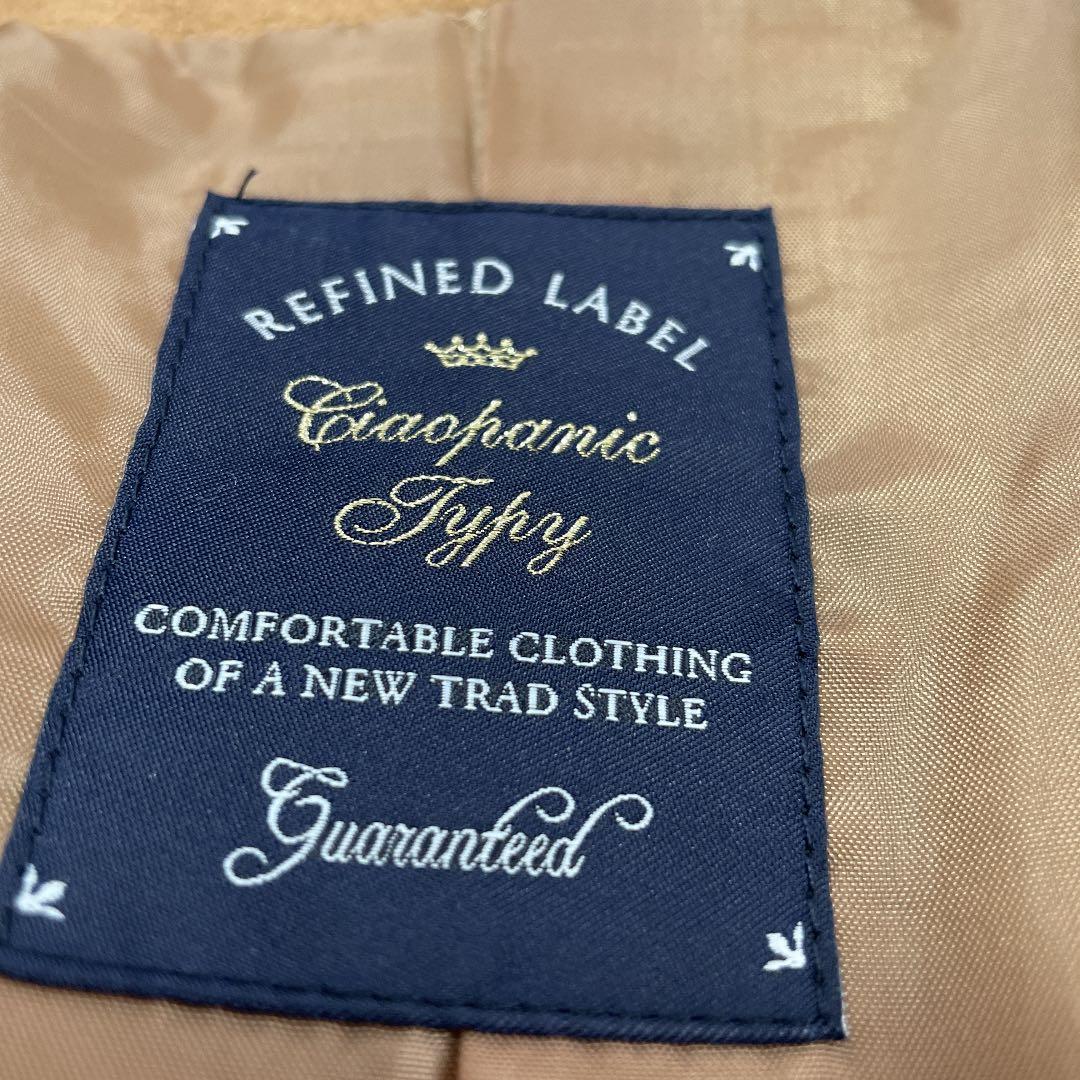 REFINED LABEL
Ciaopanic
Typy
COMFORTABLE CLOTHING
OF A NEW TRAD STYLE
Guaranteed